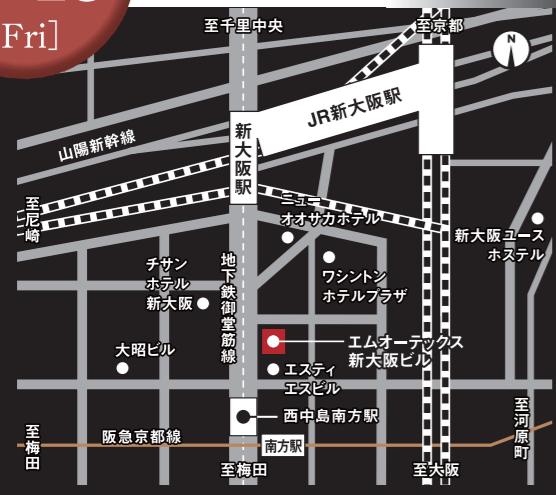 Fri]
至千里中央
至京都
N
JR新大阪駅
新大阪駅
山陽新幹線
至尼崎
ニュー
オオサカホテル
新大阪ユース
ホステル
チサン
ホテル
新大阪
地下鉄御堂筋線
ワシントン
ホテルプラザ
エムオーテックス
新大阪ビル
大昭ビル
エスティ
エスビル
西中島南方駅
至河原町
至梅田
阪急京都線
南方駅
至梅田
至大阪